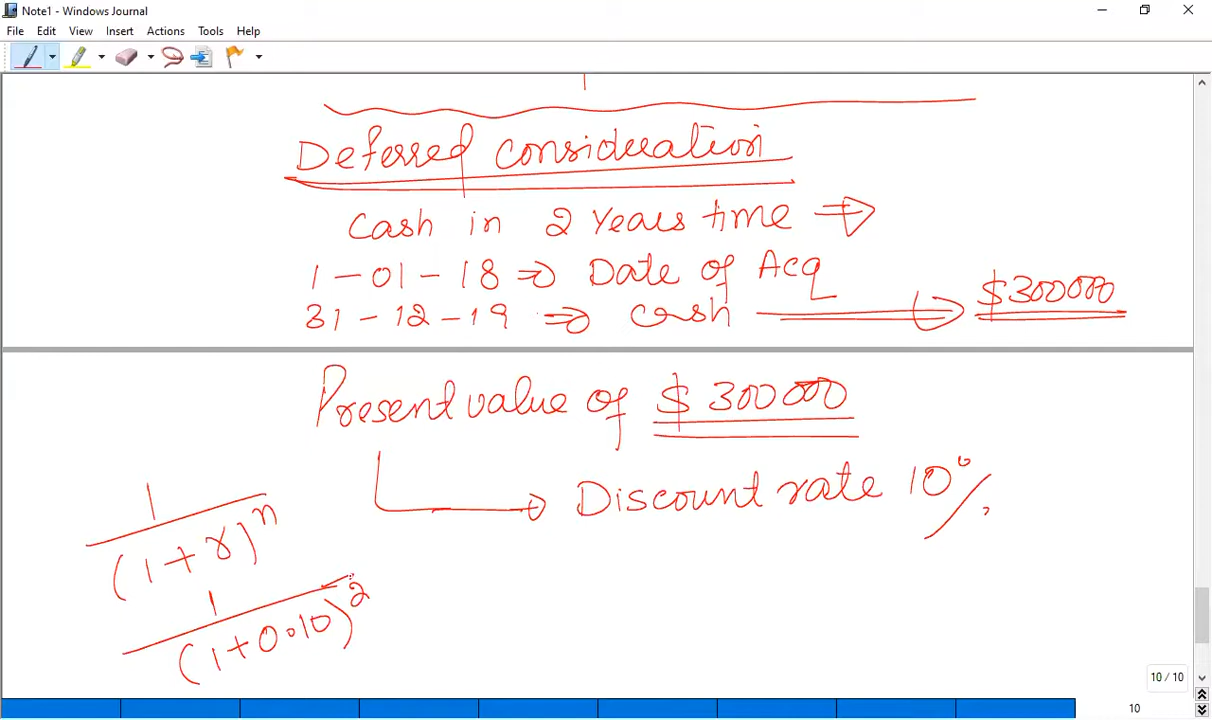 Note1 - Windows Journal
File Edit View Insert Actions Tools Help
Deferred consideration
Cash in 2 Years time ⇒
1-01-18 ⇒ Date of Acq
31-12-19 ⇒ Cash ⇒ $300000
Present value of $300000
→ Discount rate 10%
1
(1+r)^n
1
(1+0.10)^2
10 / 10
10